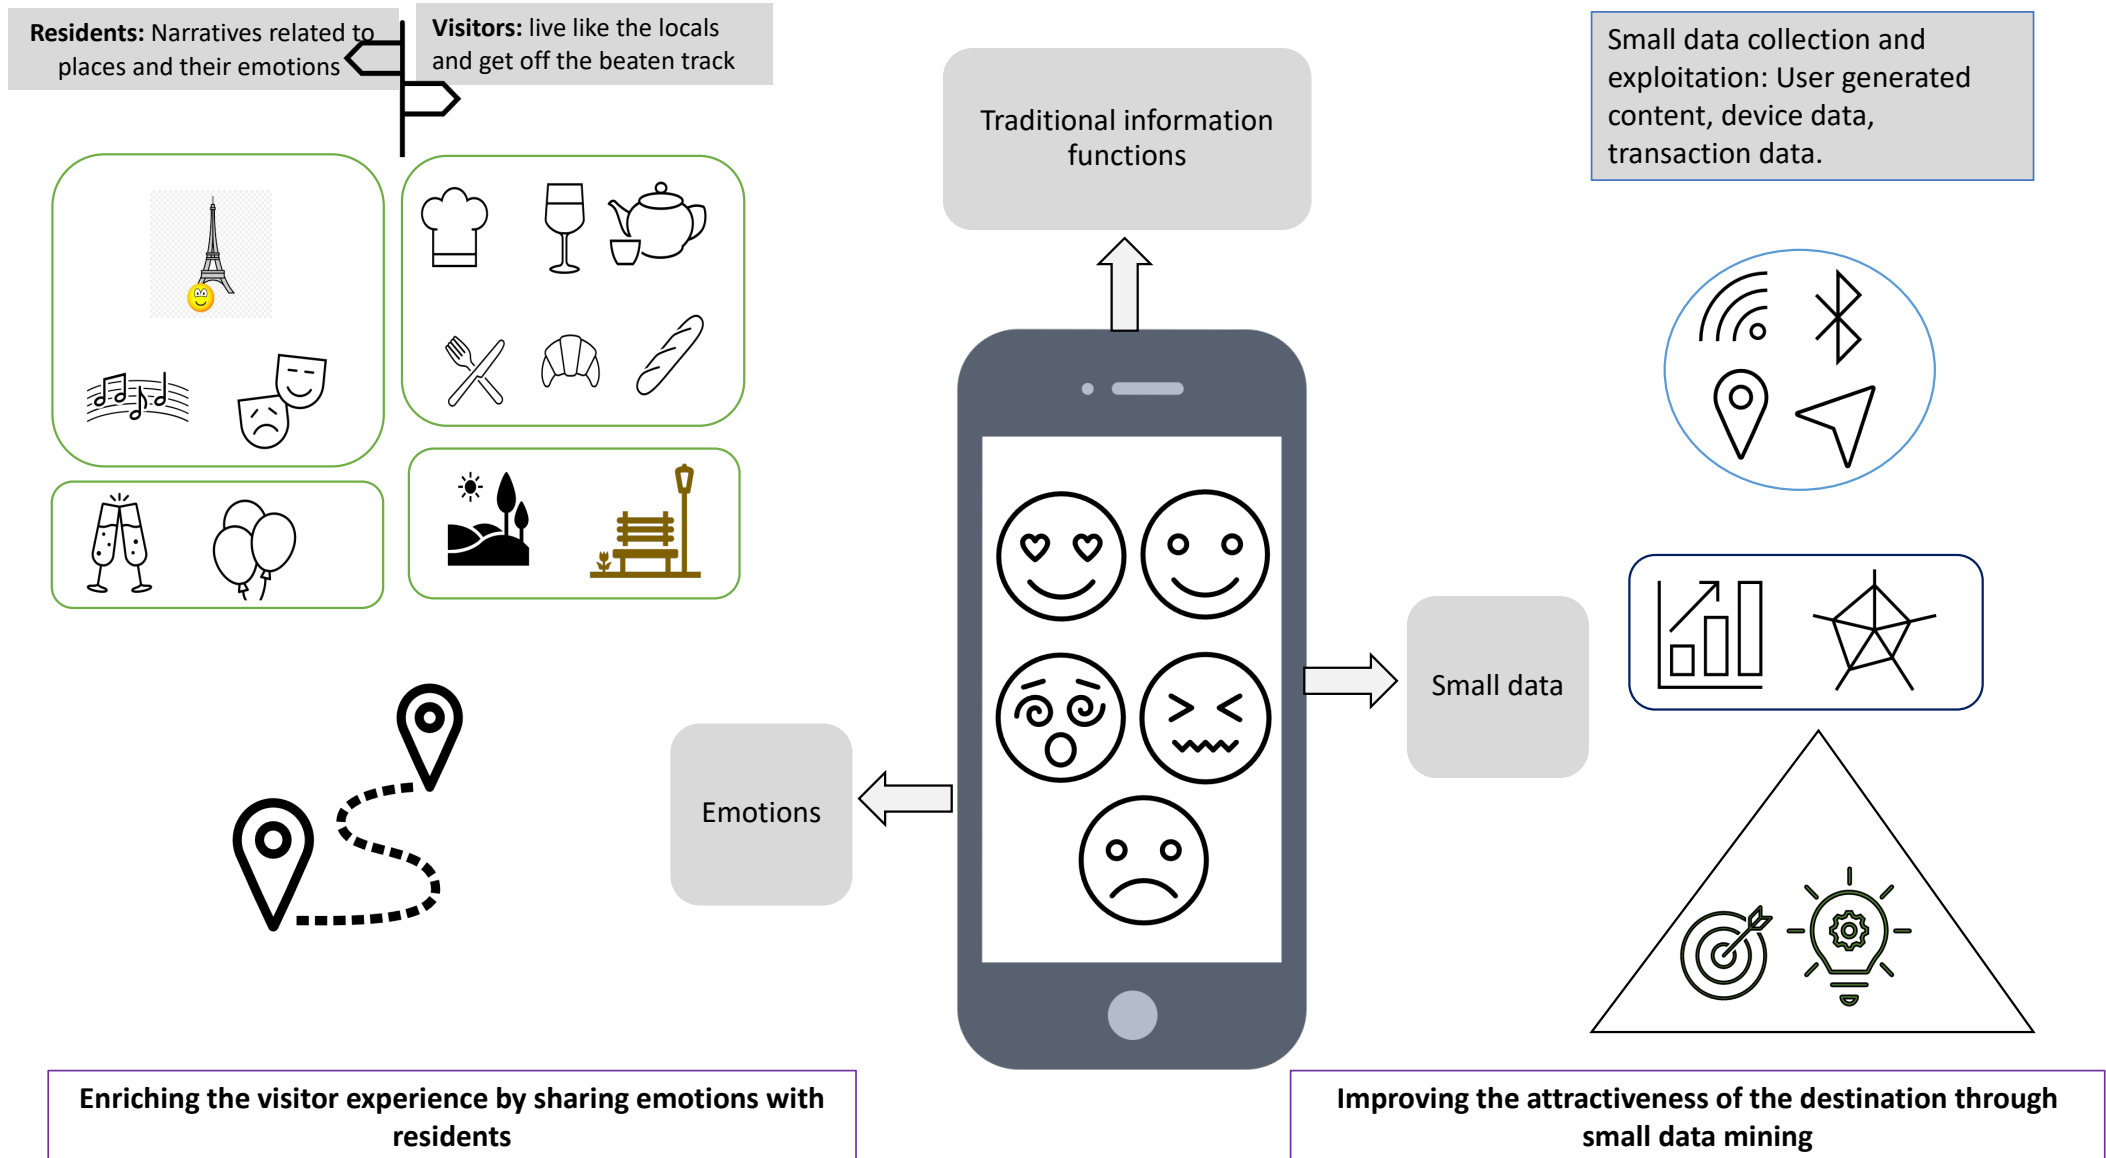 Residents: Narratives related to
places and their emotions
Visitors: live like the locals
and get off the beaten track
Traditional information
functions
Small data collection and
exploitation: User generated
content, device data,
transaction data.
Small data
Emotions
Enriching the visitor experience by sharing emotions with
residents
Improving the attractiveness of the destination through
small data mining